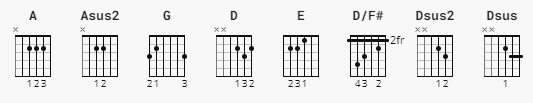 A Asus2 G D E D/F# Dsus2 Dsus
× × ×× ×× ××
2fr
123 12 21 3 132 231 43 2 12 1